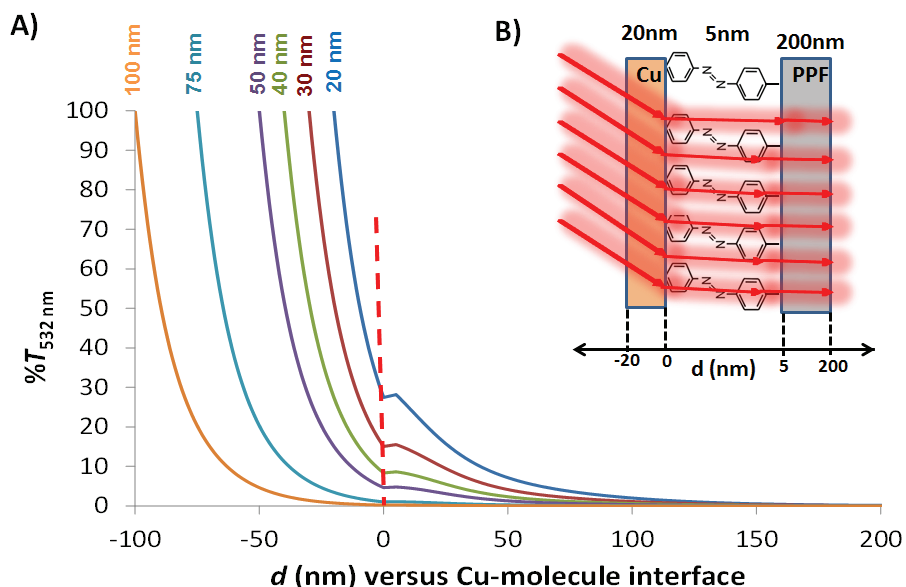 A)
100 nm
75 nm
50 nm
40 nm
30 nm
20 nm
100
90
80
70
60
50
40
30
20
10
0
%T532 nm
-100
-50
0
50
100
150
200
d (nm) versus Cu-molecule interface
B)
20nm
5nm
200nm
Cu
PPF
N
N
N
N
N
N
N
N
N
N
N
N
-20
0
d (nm)
5
200